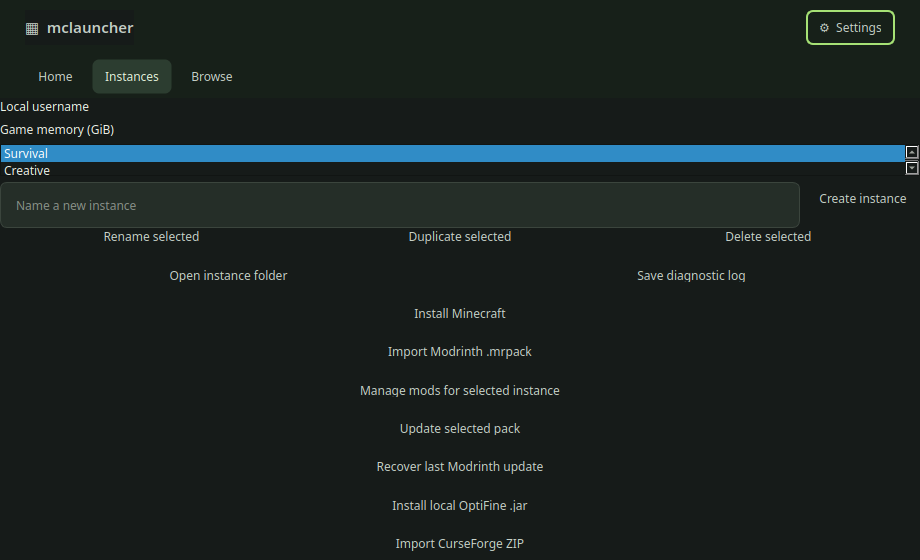 mclauncher
Settings
Home Instances Browse
Local username
Game memory (GiB)
Survival
Creative
Name a new instance
Create instance
Rename selected Duplicate selected Delete selected
Open instance folder Save diagnostic log
Install Minecraft
Import Modrinth .mrpack
Manage mods for selected instance
Update selected pack
Recover last Modrinth update
Install local OptiFine .jar
Import CurseForge ZIP